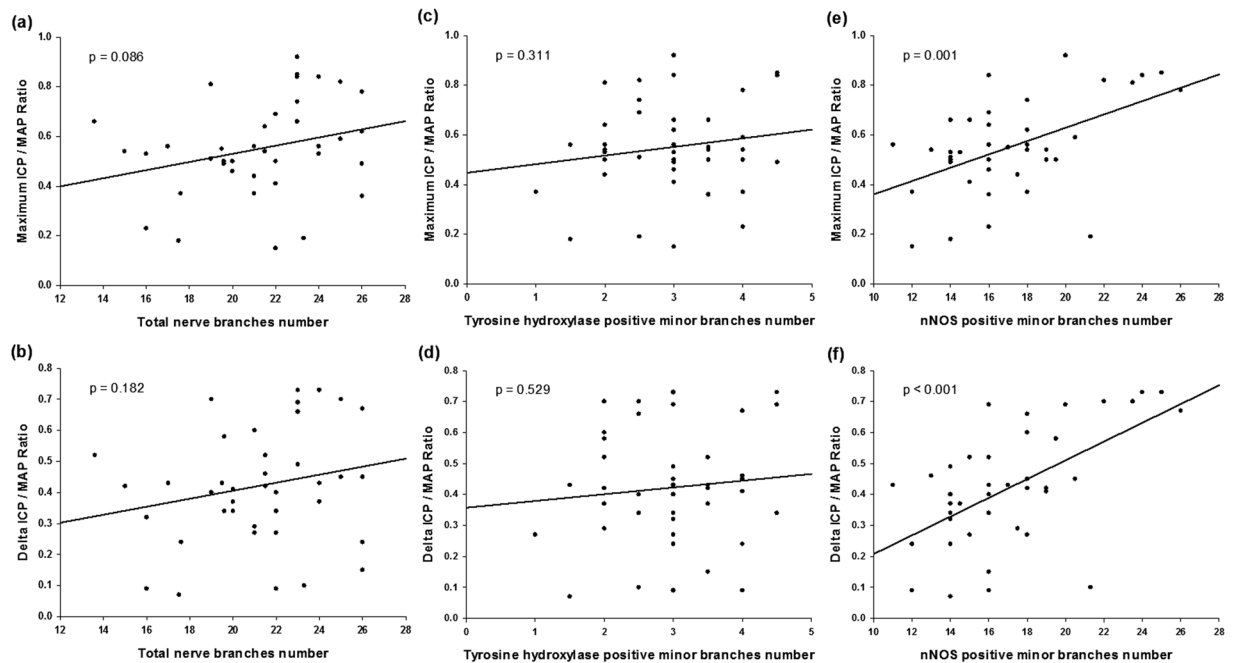 (a)
p = 0.086
Maximum ICP / MAP Ratio
1.0
0.8
0.6
0.4
0.2
0.0
12 14 16 18 20 22 24 26 28
Total nerve branches number
(c)
p = 0.311
Maximum ICP / MAP Ratio
1.0
0.8
0.6
0.4
0.2
0.0
0 1 2 3 4 5
Tyrosine hydroxylase positive minor branches number
(e)
p = 0.001
Maximum ICP / MAP Ratio
1.0
0.8
0.6
0.4
0.2
0.0
10 12 14 16 18 20 22 24 26 28
nNOS positive minor branches number
(b)
p = 0.182
Delta ICP / MAP Ratio
0.8
0.7
0.6
0.5
0.4
0.3
0.2
0.1
0.0
12 14 16 18 20 22 24 26 28
Total nerve branches number
(d)
p = 0.529
Delta ICP / MAP Ratio
0.8
0.7
0.6
0.5
0.4
0.3
0.2
0.1
0.0
0 1 2 3 4 5
Tyrosine hydroxylase positive minor branches number
(f)
p < 0.001
Delta ICP / MAP Ratio
0.8
0.7
0.6
0.5
0.4
0.3
0.2
0.1
0.0
10 12 14 16 18 20 22 24 26 28
nNOS positive minor branches number